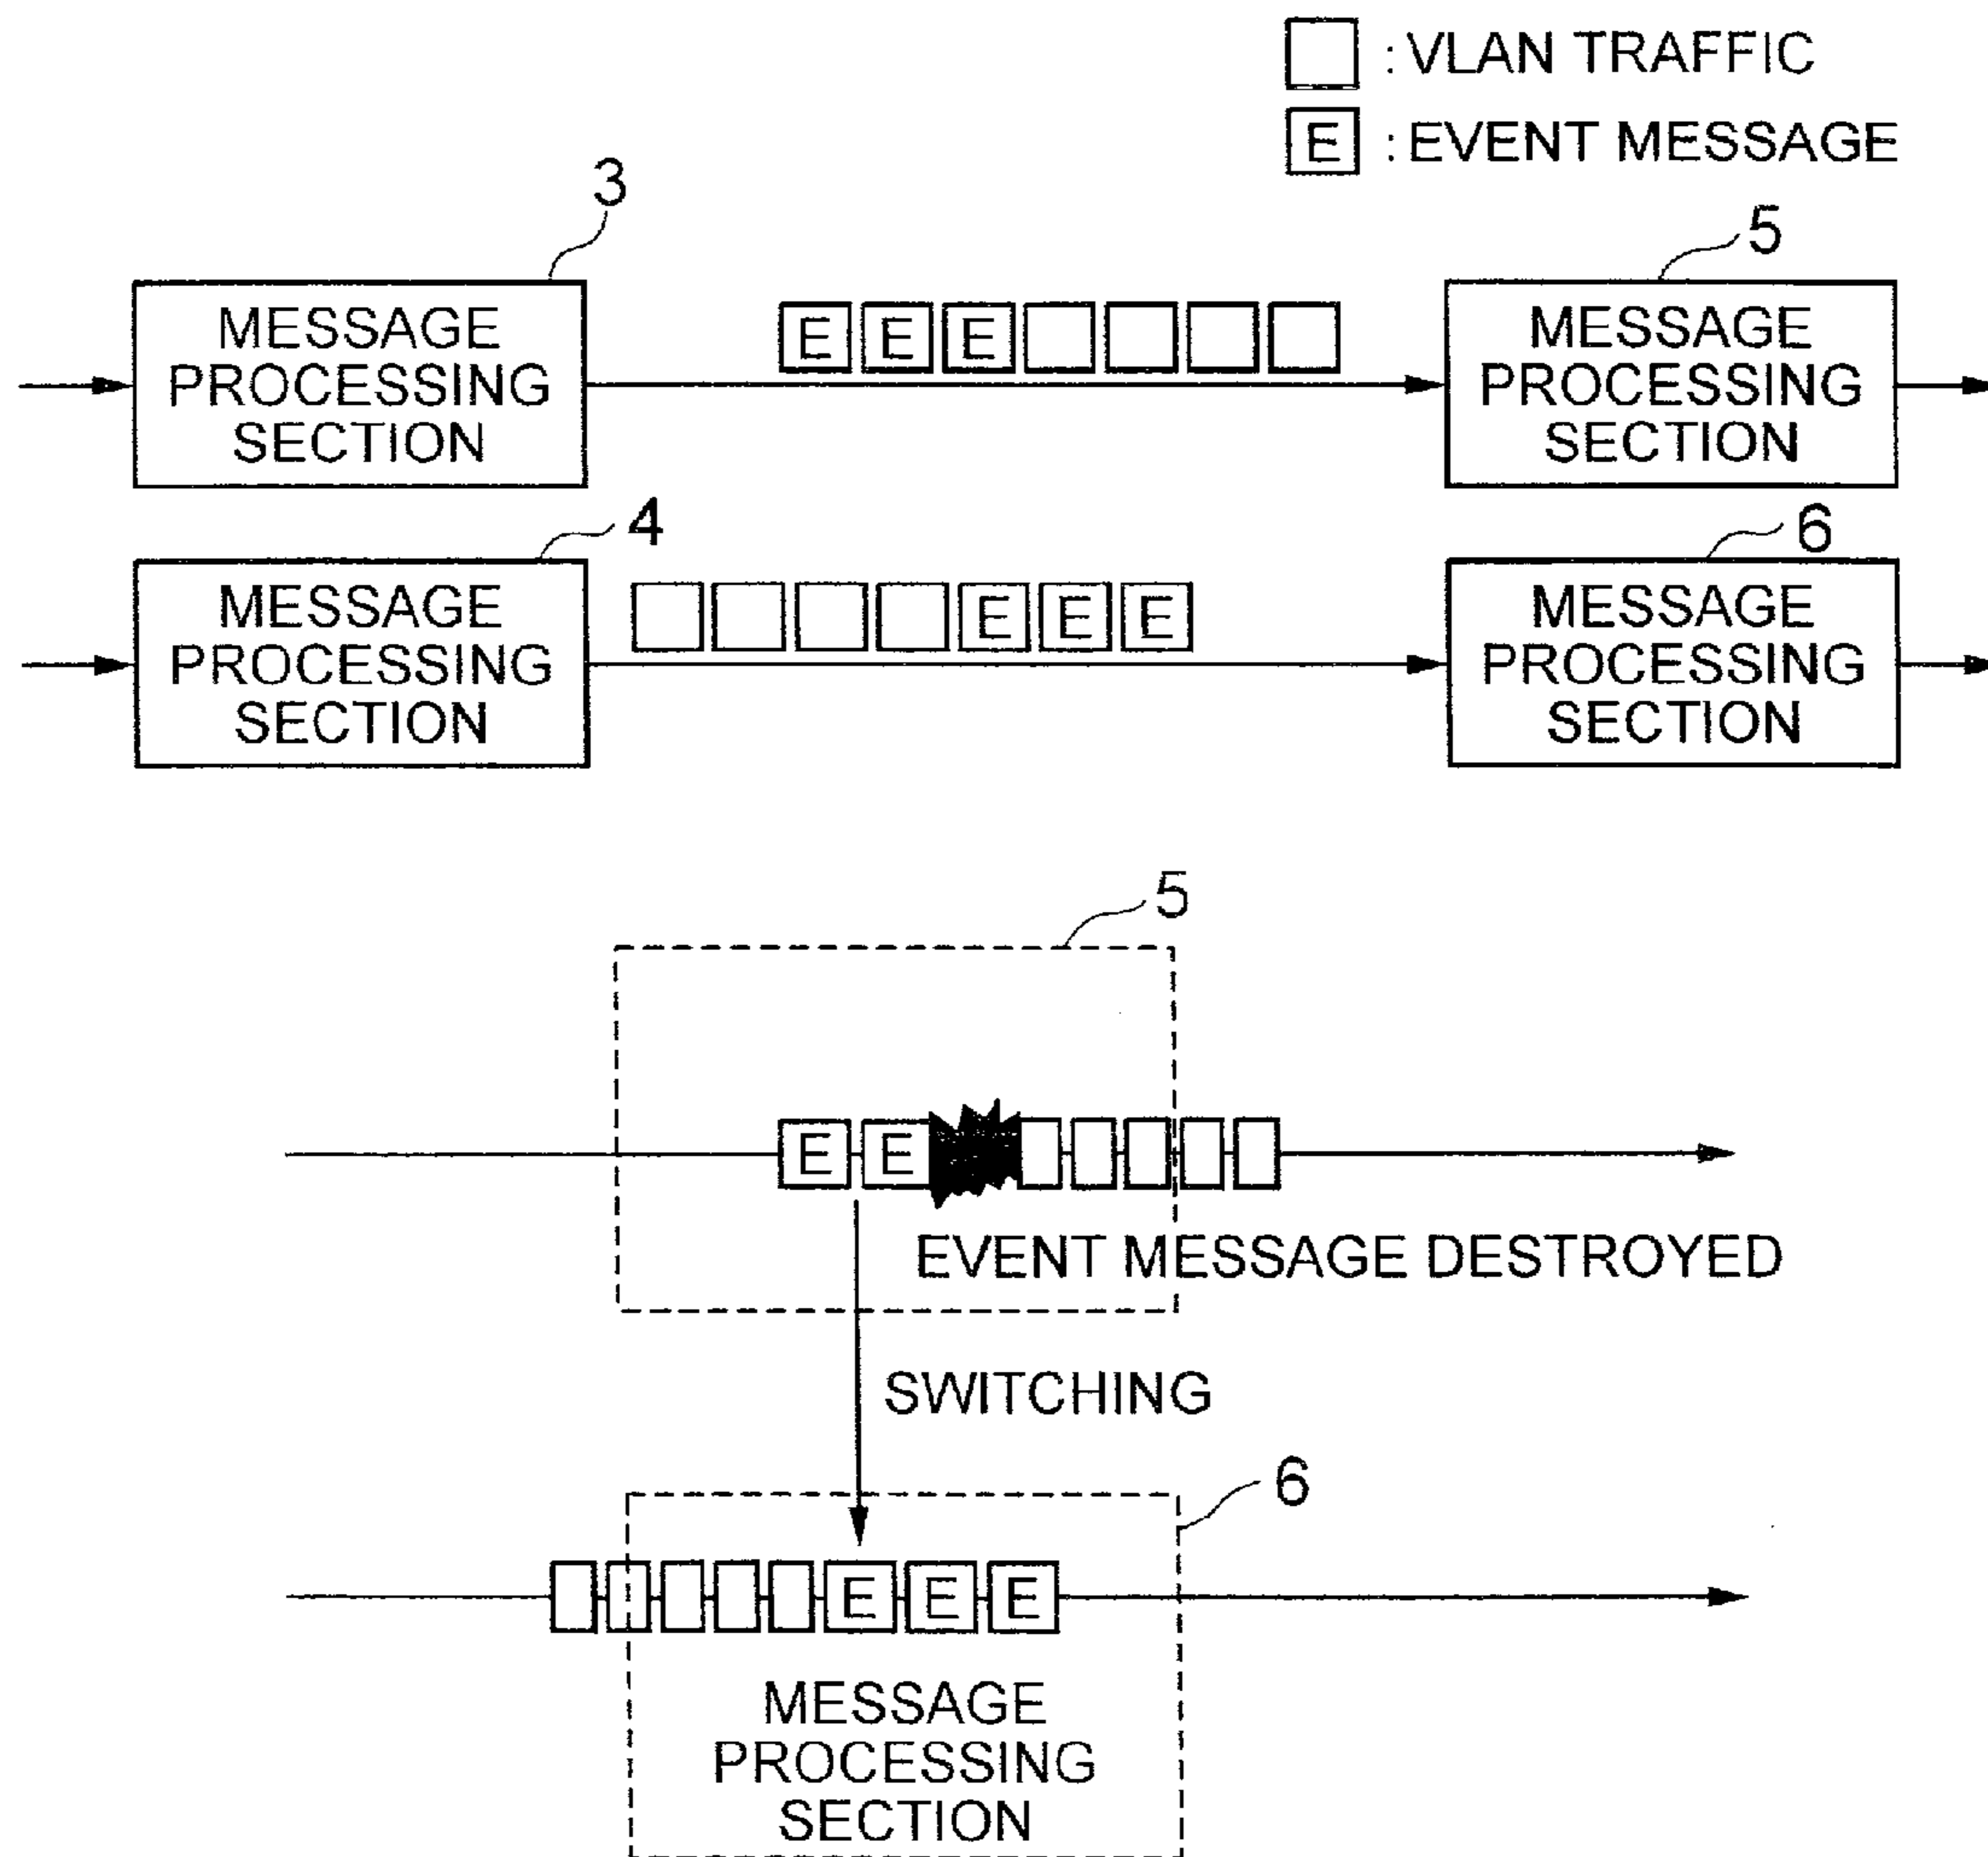 : VLAN TRAFFIC
E : EVENT MESSAGE
3
5
MESSAGE
PROCESSING
SECTION
E E E
MESSAGE
PROCESSING
SECTION
4
6
MESSAGE
PROCESSING
SECTION
E E E
MESSAGE
PROCESSING
SECTION
5
E E
EVENT MESSAGE DESTROYED
SWITCHING
6
E E E
MESSAGE
PROCESSING
SECTION